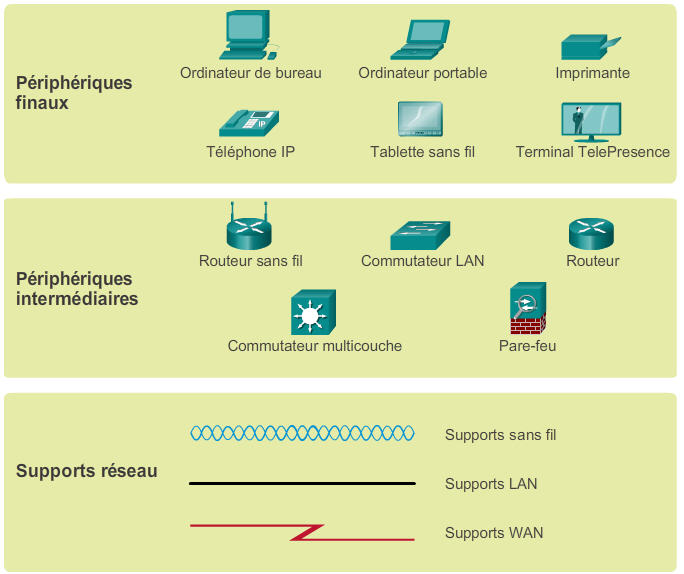 Périphériques
finaux
Ordinateur de bureau
Ordinateur portable
Imprimante
IP
Téléphone IP
Tablette sans fil
Terminal TelePresence
Périphériques
intermédiaires
Routeur sans fil
Commutateur LAN
Routeur
Commutateur multicouche
Pare-feu
Supports réseau
Supports sans fil
Supports LAN
Supports WAN